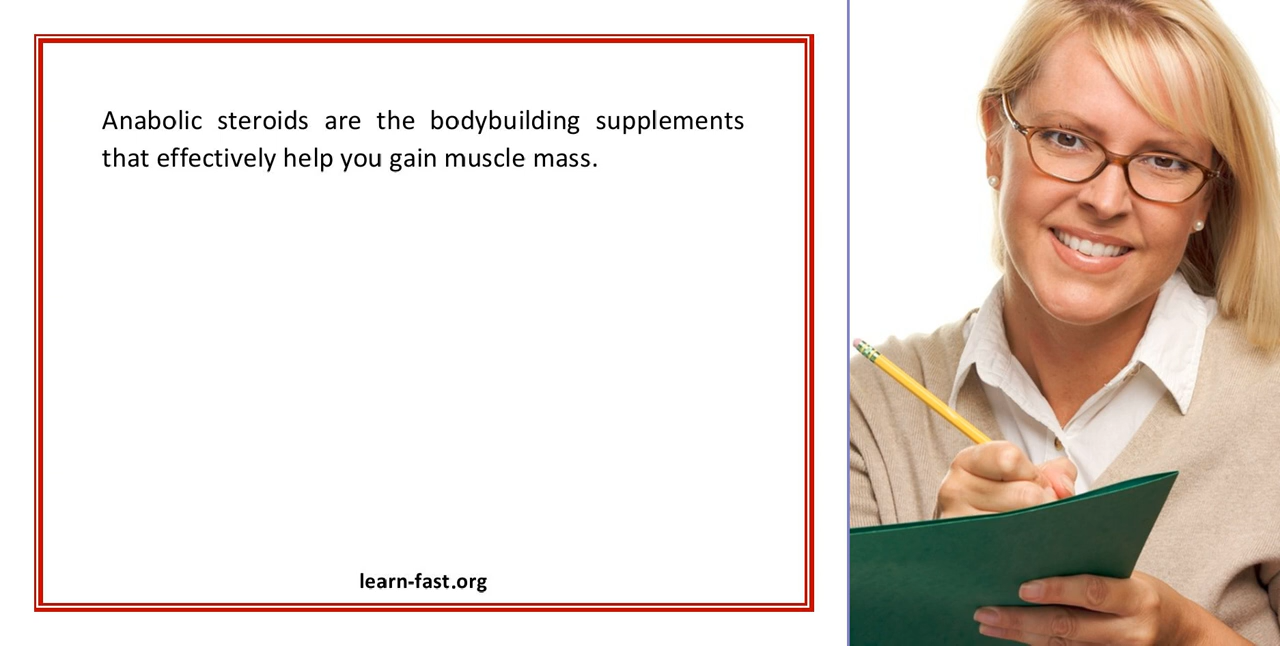 Anabolic steroids are the bodybuilding supplements
that effectively help you gain muscle mass.
learn-fast.org